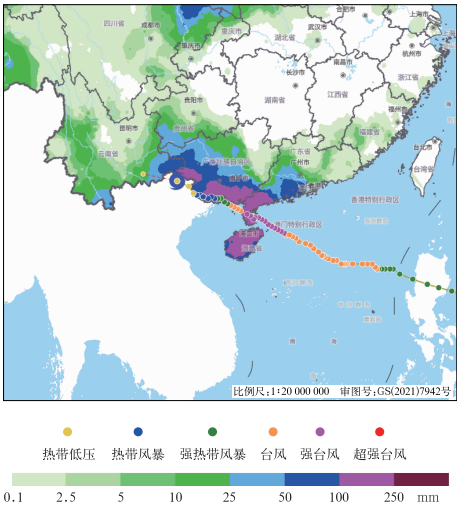 合肥市
上海市
四川省
成都市
武汉市
重庆市
湖北省
杭州市
重庆市
南昌市
浙江省
长沙市
湖南省
江西省
贵阳市
福州市
贵州省
福建省
昆明市
台北市
云南省
广东省
广州市
台湾省
香港特别行政区
澳门特别行政区
海南省
南
海
比例尺:1∶20 000 000 审图号:GS(2021)7942号
热带低压 热带风暴 强热带风暴 台风 强台风 超强台风
0.1 2.5 5 10 25 50 100 250 mm